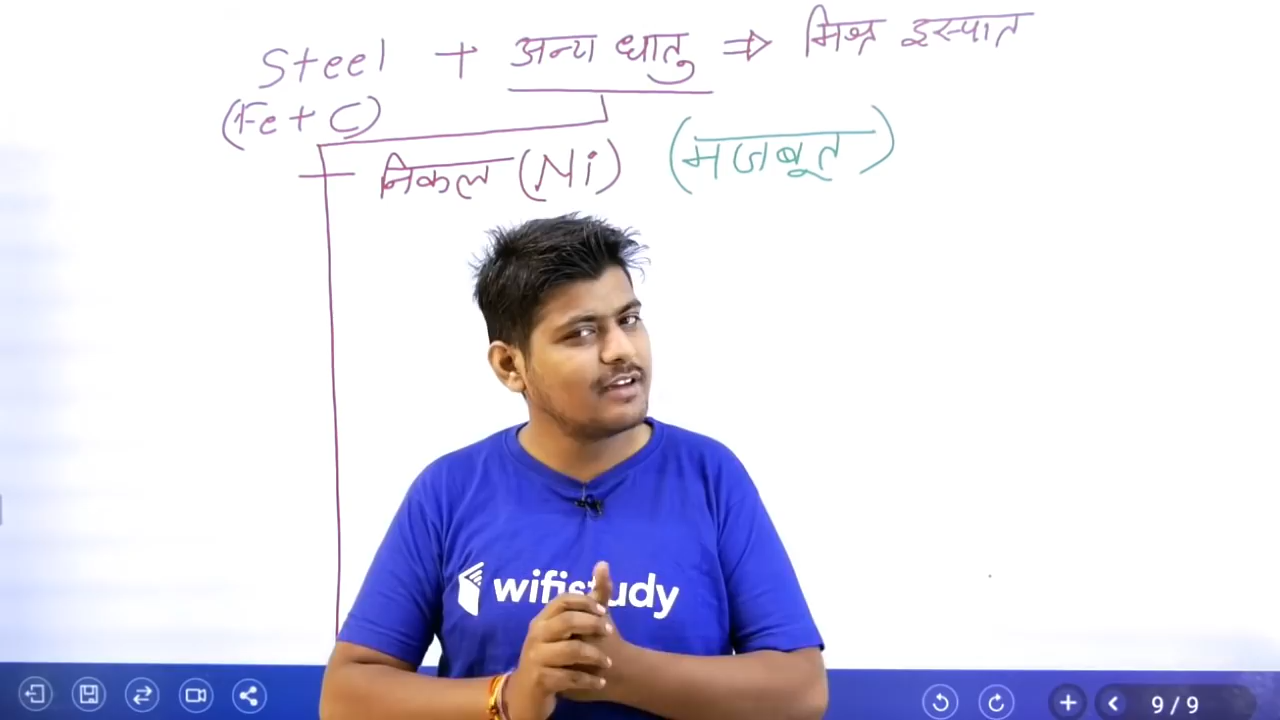 Steel + अन्य धातु ⇒ मिश्र इस्पात
(Fe + C)
निकल (Ni) (मजबूत)
wifistudy
9 / 9